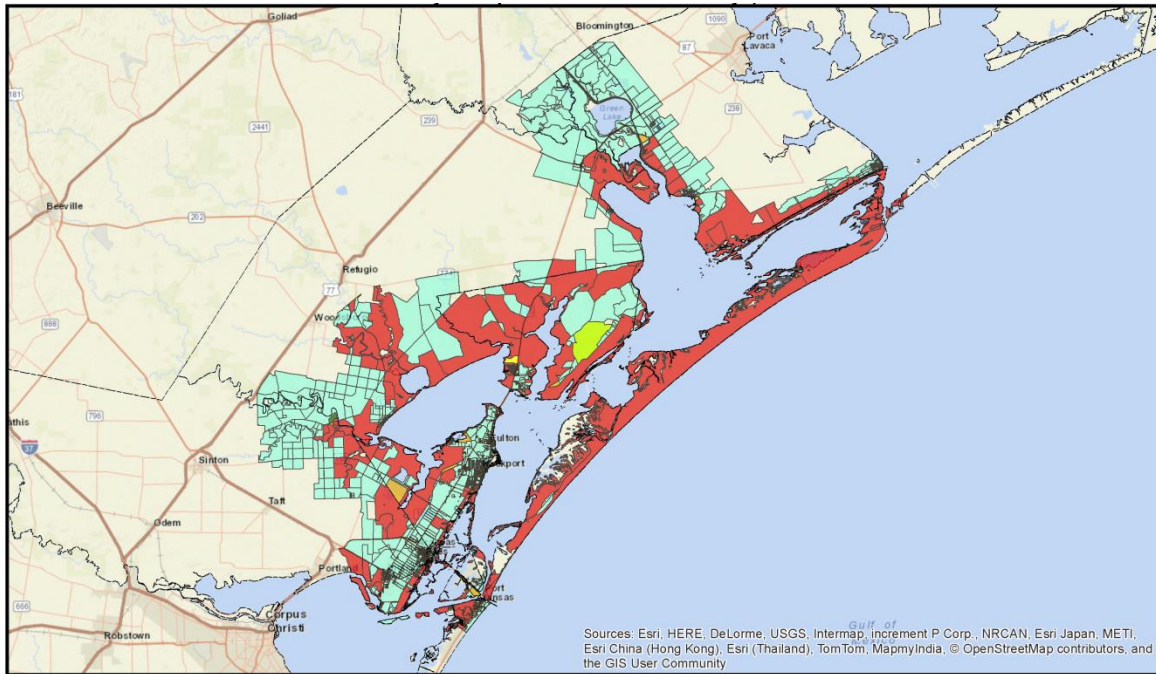 Goliad
Bloomington
1090
Port
Lavaca
87
181
Green
Lake
239
238
2441
Beeville
202
Refugio
77
888
796
37
Sinton
Fulton
Taft
Odem
Portland
Corpus
Christi
666
Robstown
Gulf of
Sources: Esri, HERE, DeLorme, USGS, Intermap, increment P Corp., NRCAN, Esri Japan, METI,
Esri China (Hong Kong), Esri (Thailand), TomTom, MapmyIndia, © OpenStreetMap contributors, and
the GIS User Community